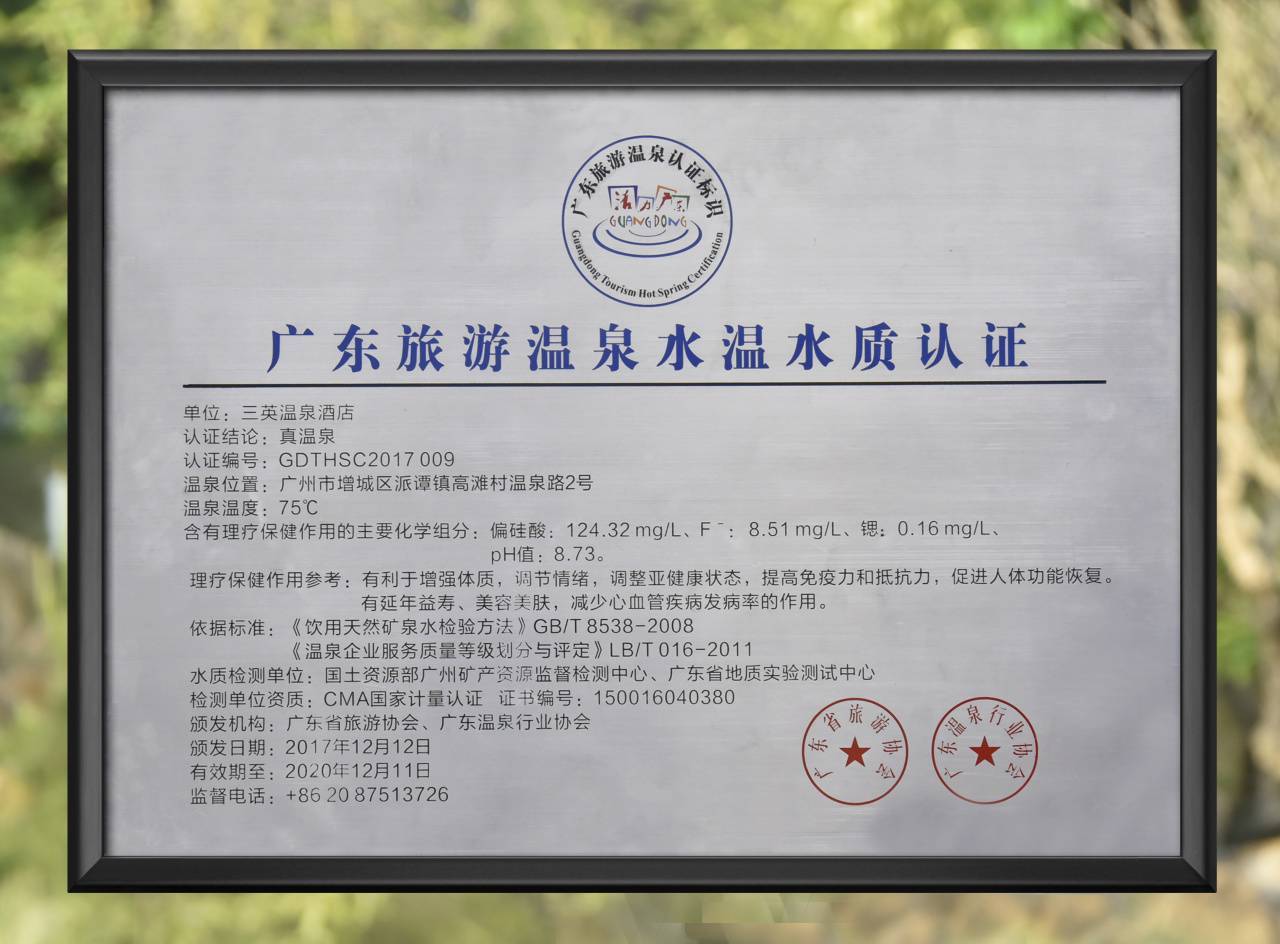 广东旅游温泉认证标识
活力广东
GUANGDONG
Guangdong Tourism Hot Spring Certification
广东旅游温泉水温水质认证
单位：三英温泉酒店
认证结论：真温泉
认证编号：GDTHSC2017 009
温泉位置：广州市增城区派谭镇高滩村温泉路2号
温泉温度：75℃
含有理疗保健作用的主要化学组分：偏硅酸：124.32 mg/L、F⁻：8.51 mg/L、锶：0.16 mg/L、
pH值：8.73。
理疗保健作用参考：有利于增强体质，调节情绪，调整亚健康状态，提高免疫力和抵抗力，促进人体功能恢复。
有延年益寿、美容美肤，减少心血管疾病发病率的作用。
依据标准：《饮用天然矿泉水检验方法》GB/T 8538-2008
《温泉企业服务质量等级划分与评定》LB/T 016-2011
水质检测单位：国土资源部广州矿产资源监督检测中心、广东省地质实验测试中心
检测单位资质：CMA国家计量认证 证书编号：150016040380
颁发机构：广东省旅游协会、广东温泉行业协会
颁发日期：2017年12月12日
有效期至：2020年12月11日
监督电话：+86 20 87513726
广东省旅游协会
广东温泉行业协会